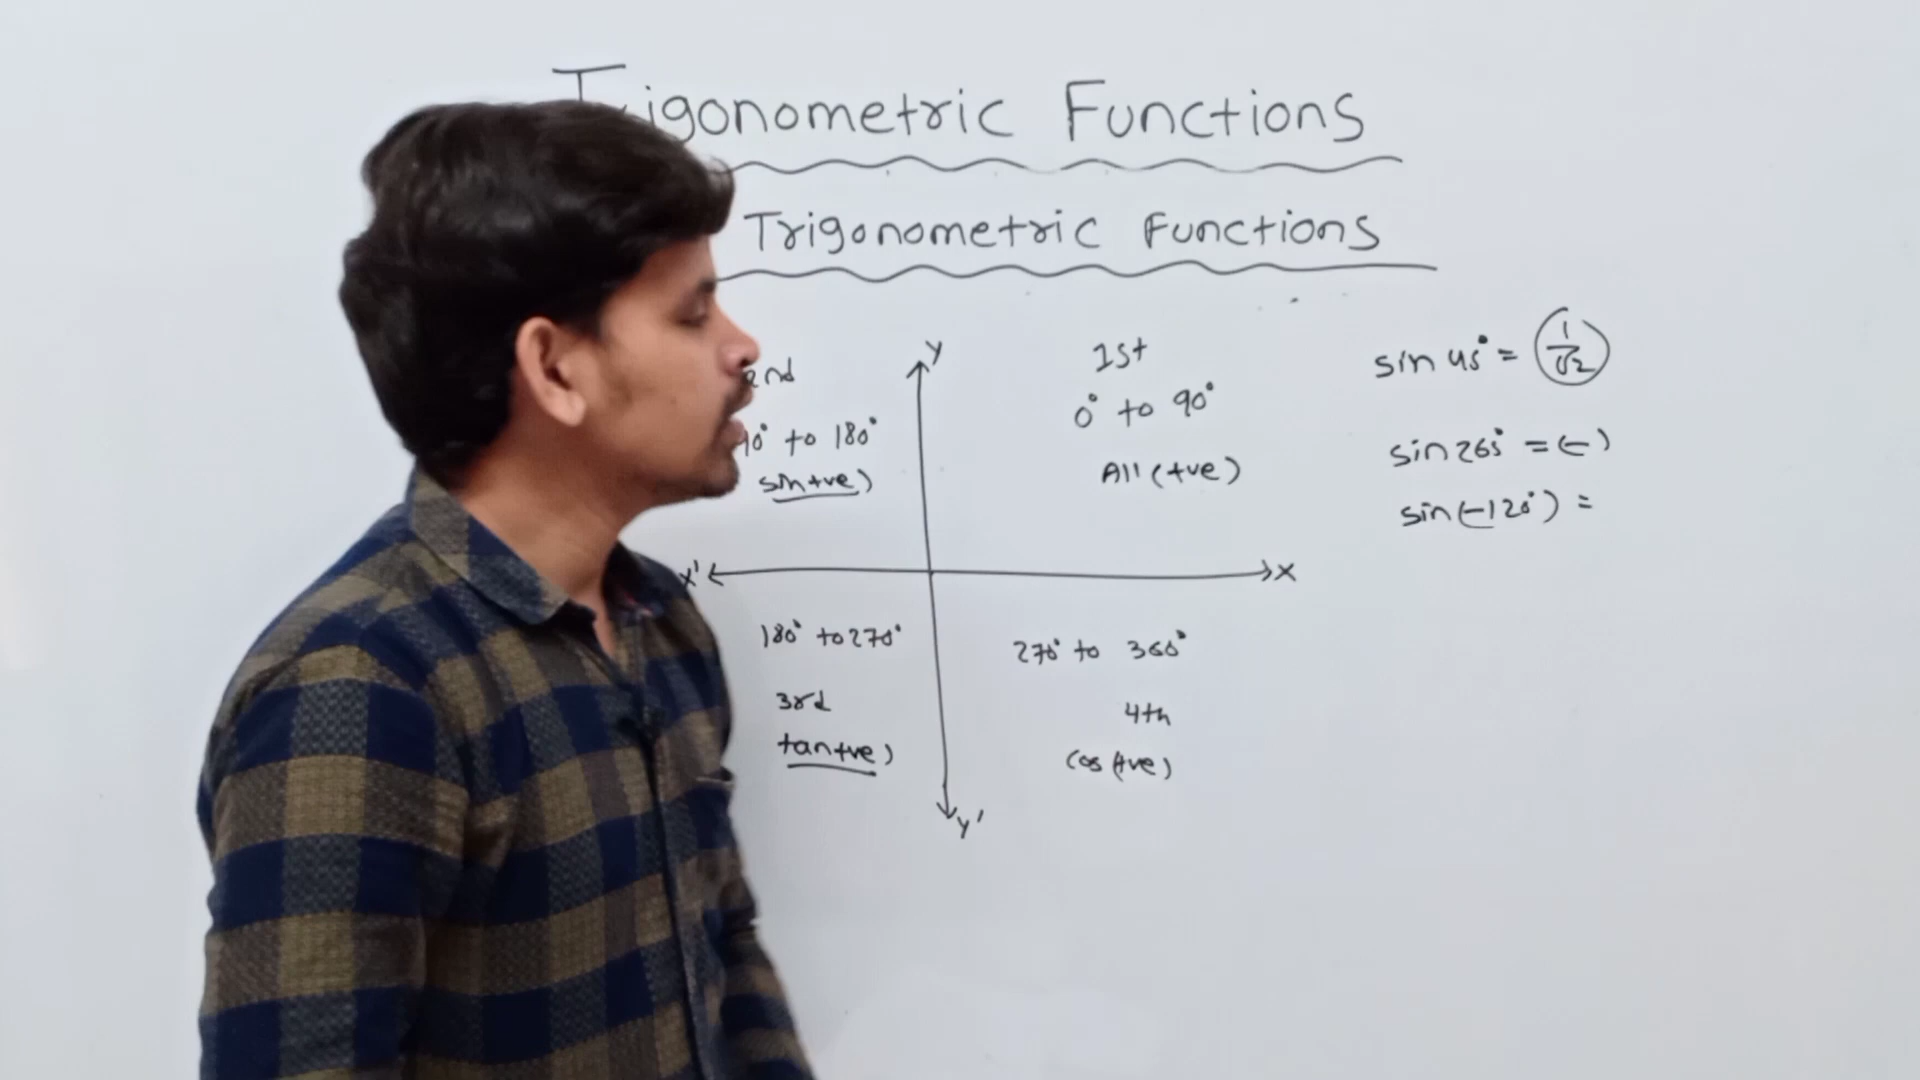 Trigonometric Functions
Trigonometric Functions
2nd
90° to 180°
sin +ve)
Y
1st
0° to 90°
All (+ve)
sin 45° = 1/√2
sin 265° = (-)
sin(-120°) =
X' X
180° to 270°
3rd
tan +ve)
270° to 360°
4th
cos (+ve)
Y'